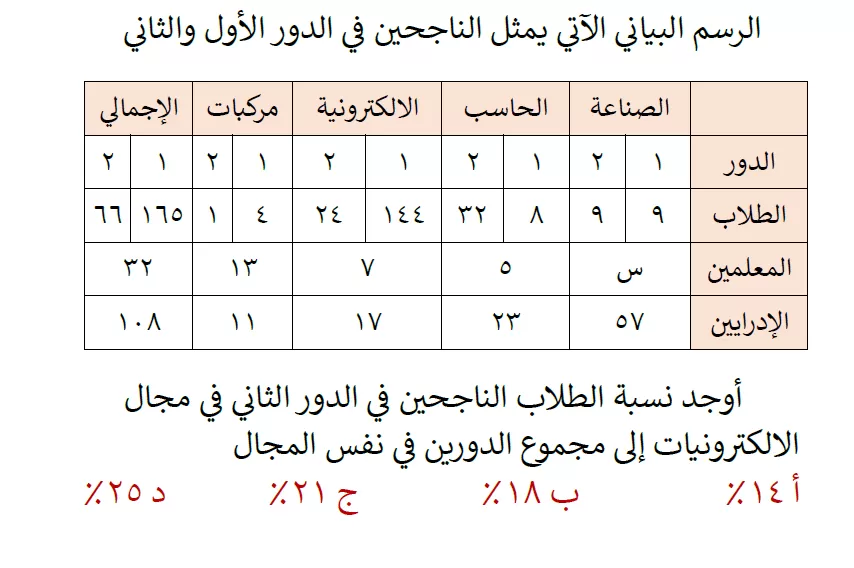 الرسم البياني الآتي يمثل الناجحين في الدور الأول والثاني
الصناعة الحاسب الالكترونية مركبات الإجمالي
الدور ١ ٢ ١ ٢ ١ ٢ ١ ٢ ١ ٢
الطلاب ٩ ٩ ٨ ٣٢ ١٤٤ ٢٤ ٤ ١ ١٦٥ ٦٦
المعلمين س ٥ ٧ ١٣ ٣٢
الإدرايين ٥٧ ٢٣ ١٧ ١١ ١٠٨
أوجد نسبة الطلاب الناجحين في الدور الثاني في مجال
الالكترونيات إلى مجموع الدورين في نفس المجال
أ ١٤٪ ب ١٨٪ ج ٢١٪ د ٢٥٪